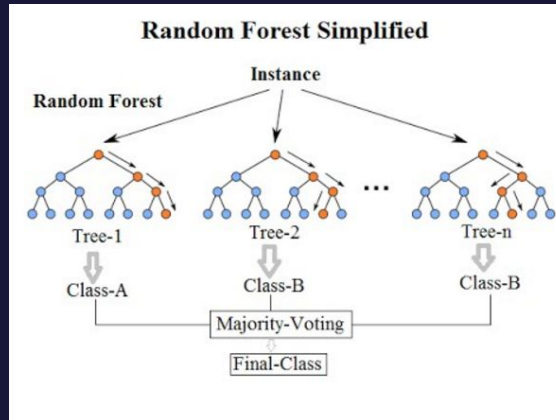 Random Forest Simplified
Instance
Random Forest
...
Tree-1 Tree-2 Tree-n
Class-A Class-B Class-B
Majority-Voting
Final-Class